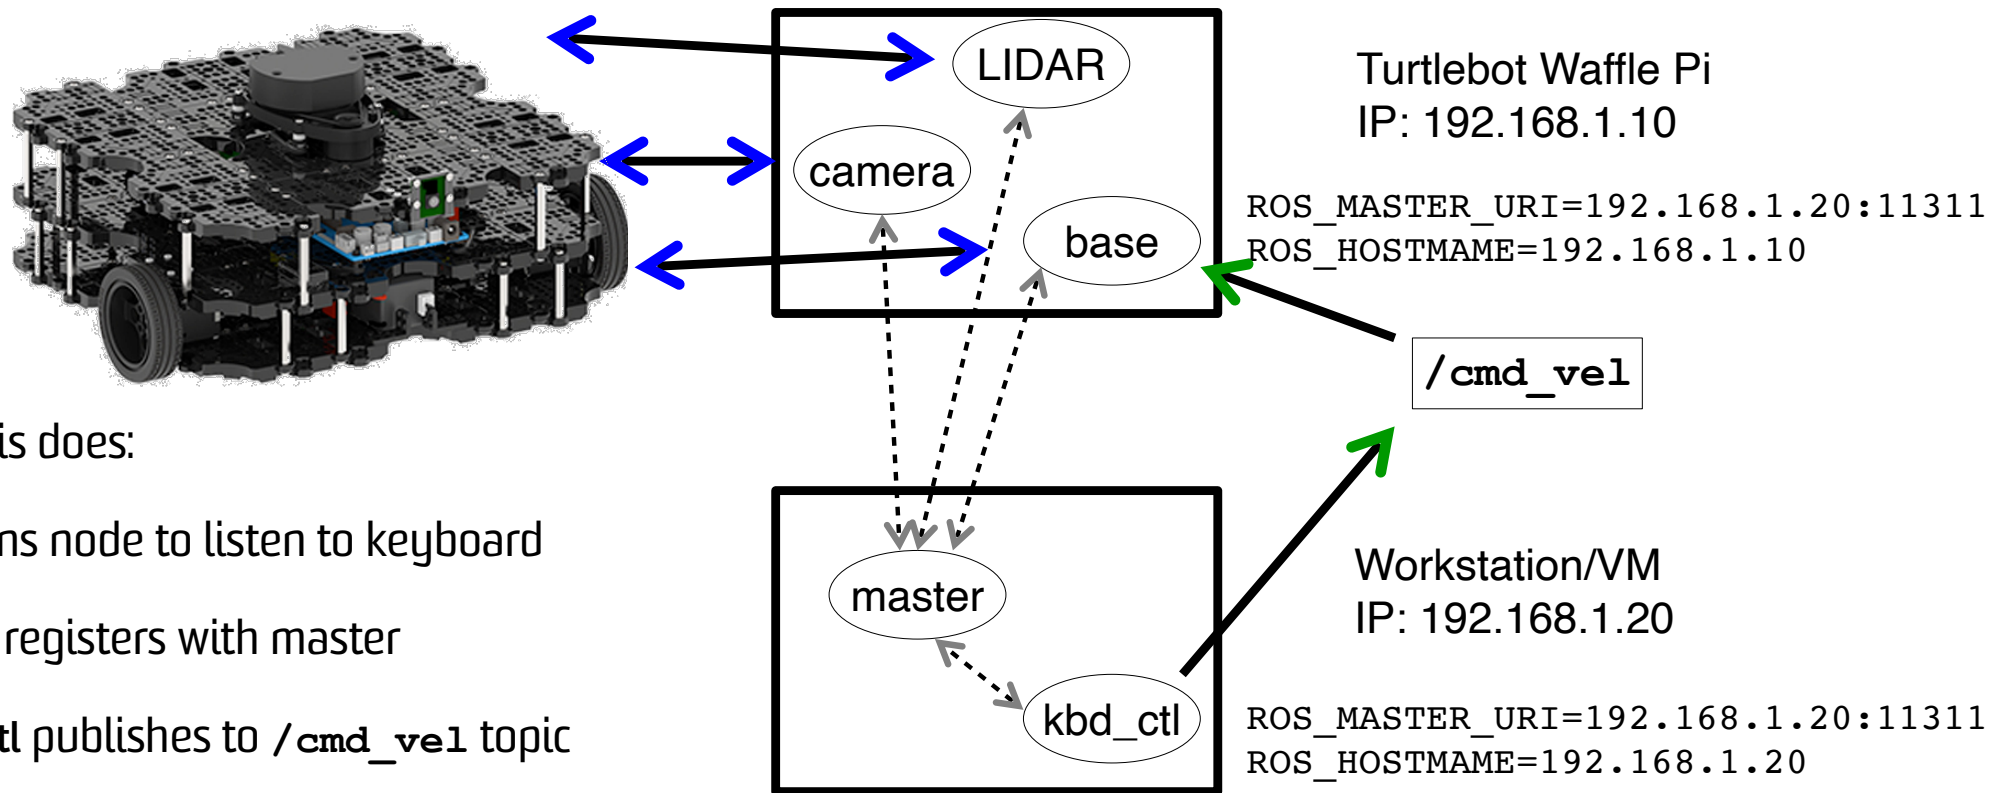 LIDAR
camera
base
Turtlebot Waffle Pi
IP: 192.168.1.10
ROS_MASTER_URI=192.168.1.20:11311
ROS_HOSTMAME=192.168.1.10
/cmd_vel
is does:
ns node to listen to keyboard
registers with master
tl publishes to /cmd_vel topic
master
kbd_ctl
Workstation/VM
IP: 192.168.1.20
ROS_MASTER_URI=192.168.1.20:11311
ROS_HOSTMAME=192.168.1.20